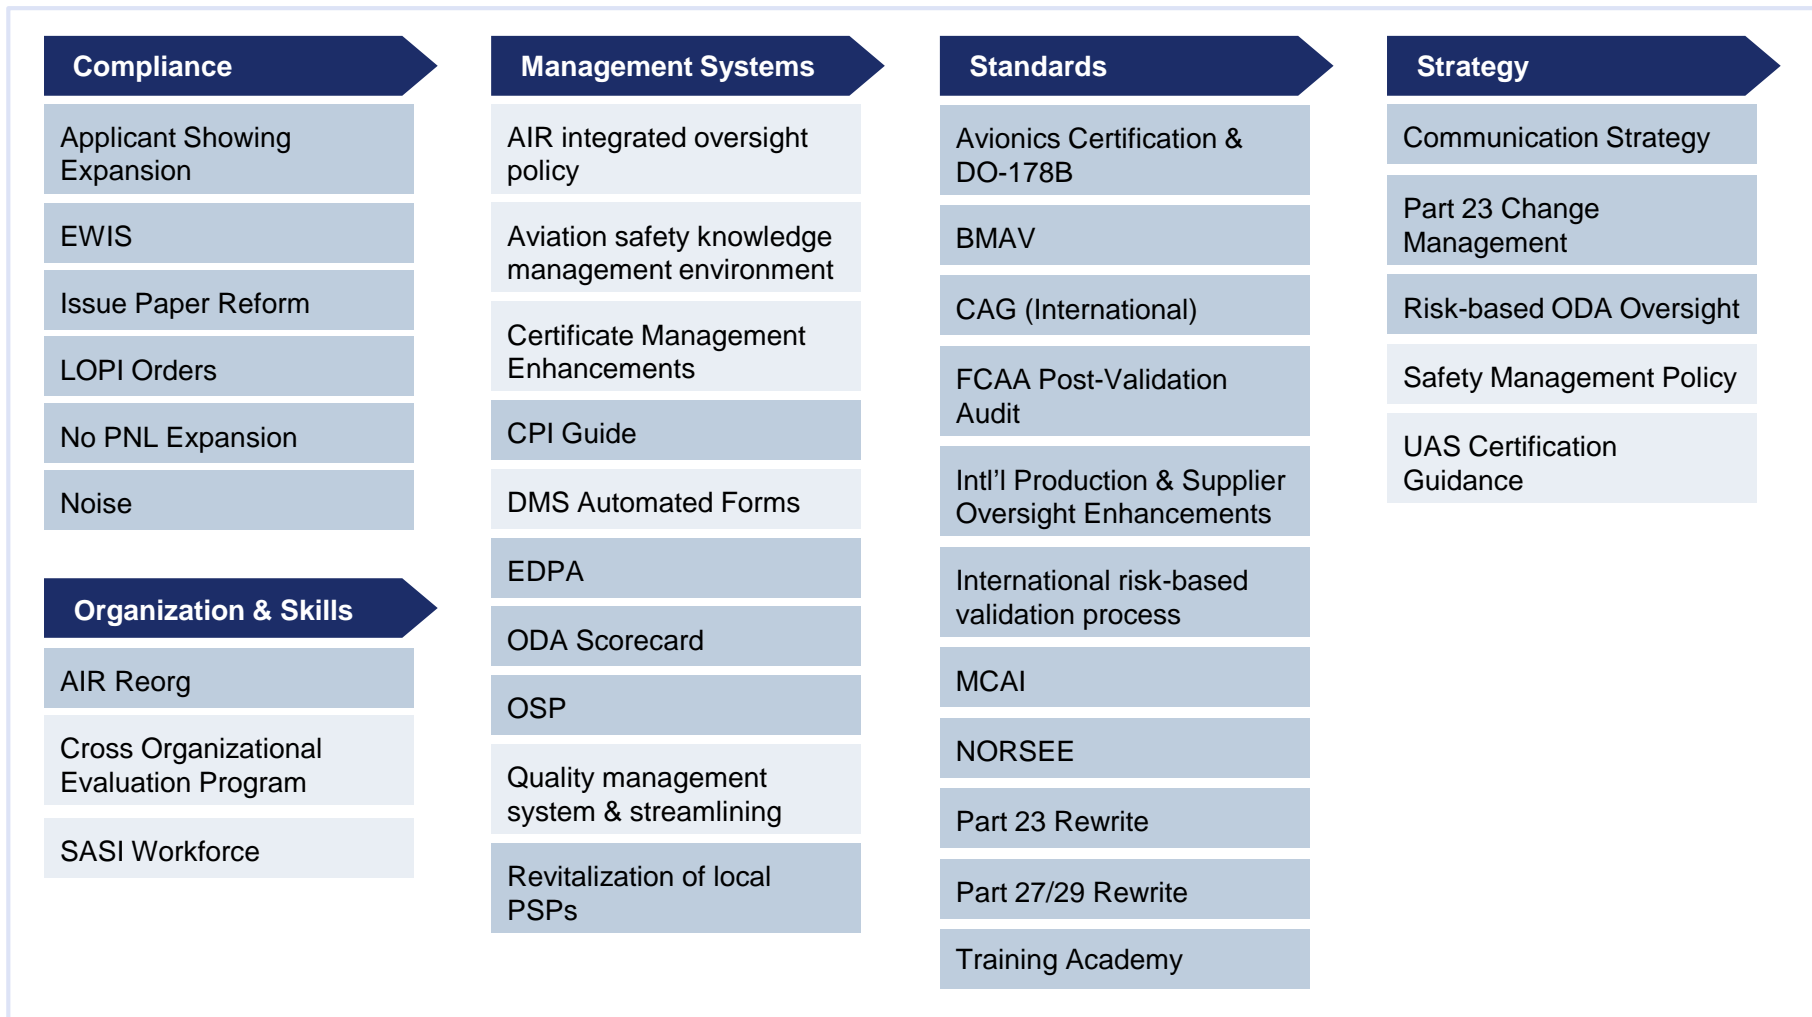 Compliance
Applicant Showing
Expansion
EWIS
Issue Paper Reform
LOPI Orders
No PNL Expansion
Noise
Organization & Skills
AIR Reorg
Cross Organizational
Evaluation Program
SASI Workforce
Management Systems
AIR integrated oversight
policy
Aviation safety knowledge
management environment
Certificate Management
Enhancements
CPI Guide
DMS Automated Forms
EDPA
ODA Scorecard
OSP
Quality management
system & streamlining
Revitalization of local
PSPs
Standards
Avionics Certification &
DO-178B
BMAV
CAG (International)
FCAA Post-Validation
Audit
Intl’l Production & Supplier
Oversight Enhancements
International risk-based
validation process
MCAI
NORSEE
Part 23 Rewrite
Part 27/29 Rewrite
Training Academy
Strategy
Communication Strategy
Part 23 Change
Management
Risk-based ODA Oversight
Safety Management Policy
UAS Certification
Guidance